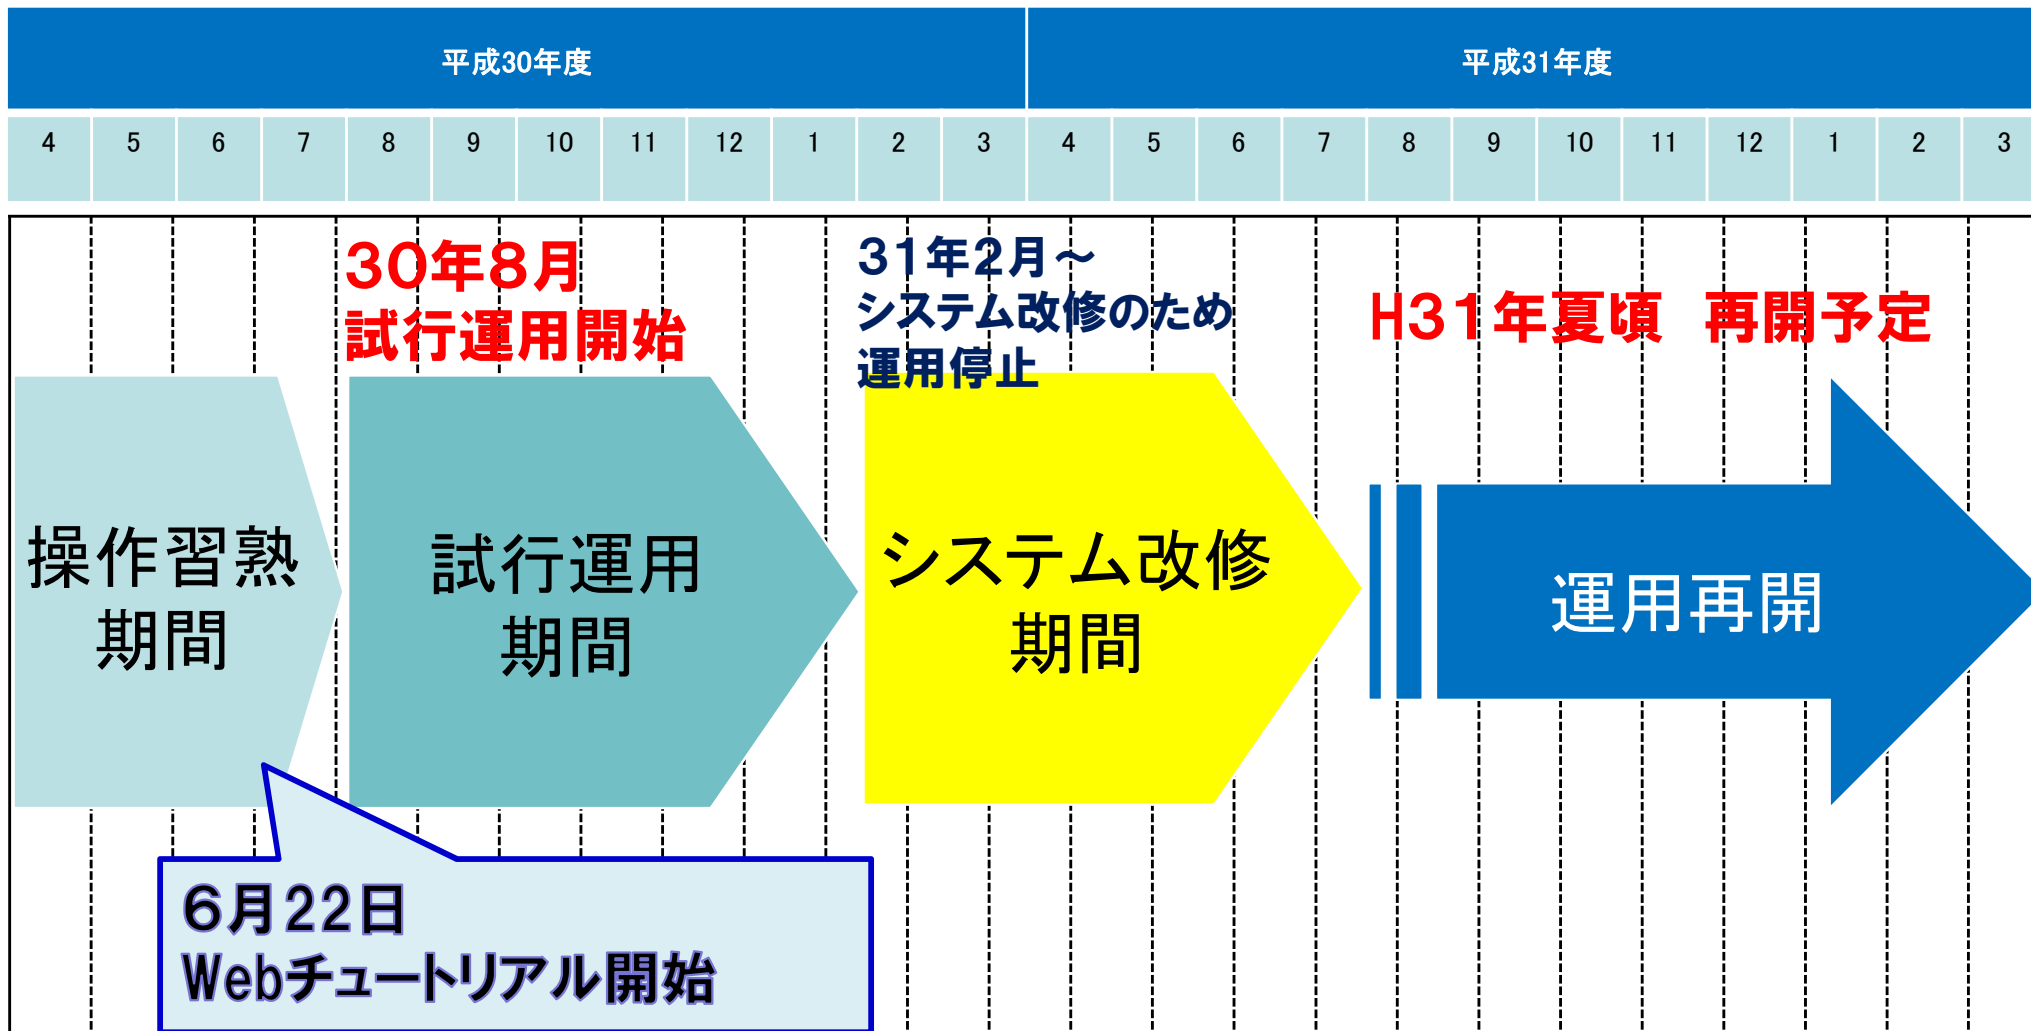 平成30年度 平成31年度
4 5 6 7 8 9 10 11 12 1 2 3 4 5 6 7 8 9 10 11 12 1 2 3
30年8月
試行運用開始
31年2月～
システム改修のため
運用停止
H31年夏頃　再開予定
操作習熟
期間
試行運用
期間
システム改修
期間
運用再開
6月22日
Webチュートリアル開始